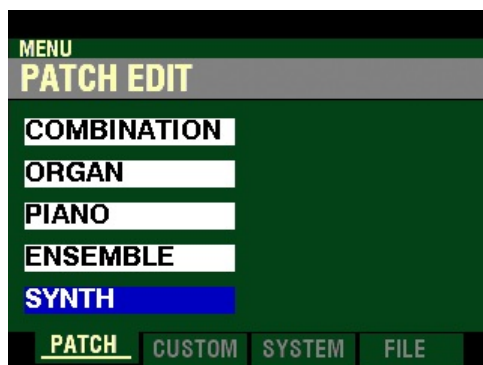 MENU
PATCH EDIT
COMBINATION
ORGAN
PIANO
ENSEMBLE
SYNTH
PATCH CUSTOM SYSTEM FILE